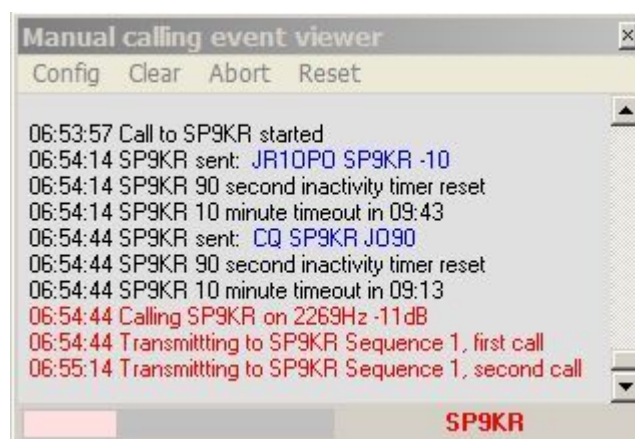 Manual calling event viewer
Config Clear Abort Reset
06:53:57 Call to SP9KR started
06:54:14 SP9KR sent: JR1OPO SP9KR -10
06:54:14 SP9KR 90 second inactivity timer reset
06:54:14 SP9KR 10 minute timeout in 09:43
06:54:44 SP9KR sent: CQ SP9KR JO90
06:54:44 SP9KR 90 second inactivity timer reset
06:54:44 SP9KR 10 minute timeout in 09:13
06:54:44 Calling SP9KR on 2269Hz -11dB
06:54:44 Transmittting to SP9KR Sequence 1, first call
06:55:14 Transmittting to SP9KR Sequence 1, second call
SP9KR